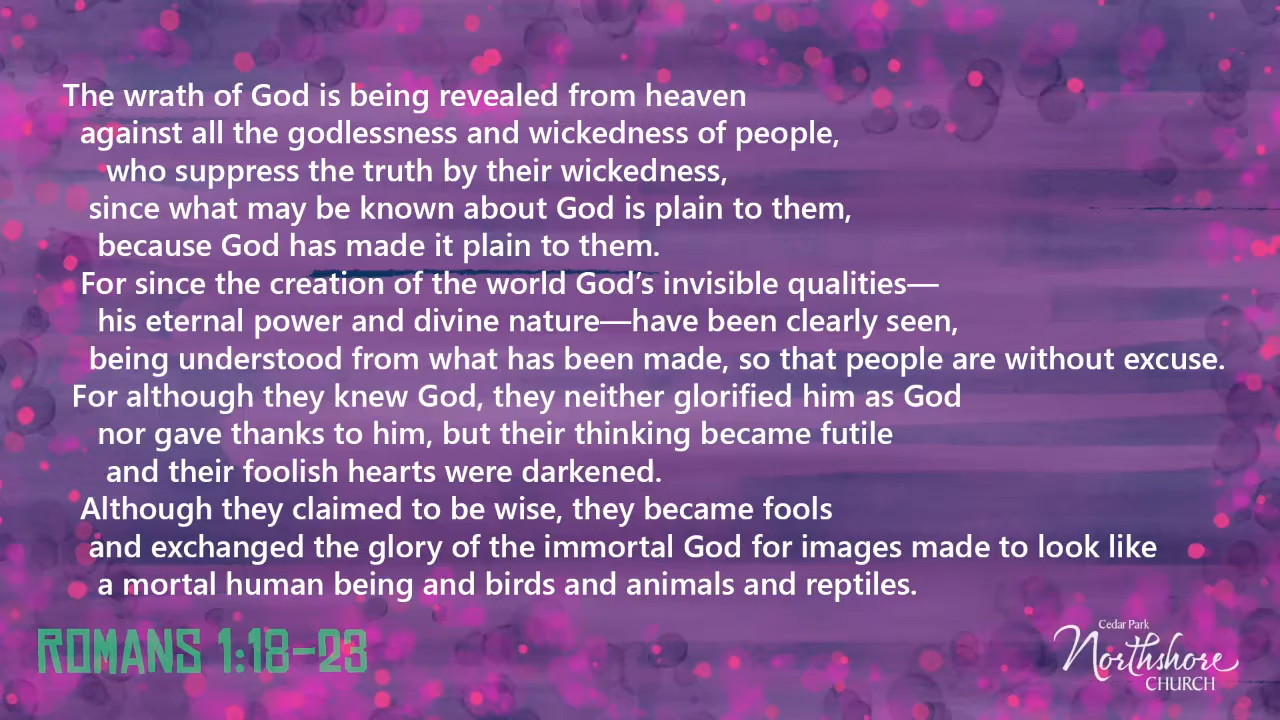 The wrath of God is being revealed from heaven
against all the godlessness and wickedness of people,
who suppress the truth by their wickedness,
since what may be known about God is plain to them,
because God has made it plain to them.
For since the creation of the world God’s invisible qualities—
his eternal power and divine nature—have been clearly seen,
being understood from what has been made, so that people are without excuse.
For although they knew God, they neither glorified him as God
nor gave thanks to him, but their thinking became futile
and their foolish hearts were darkened.
Although they claimed to be wise, they became fools
and exchanged the glory of the immortal God for images made to look like
a mortal human being and birds and animals and reptiles.
ROMANS 1:18-23
Cedar Park
Northshore
CHURCH